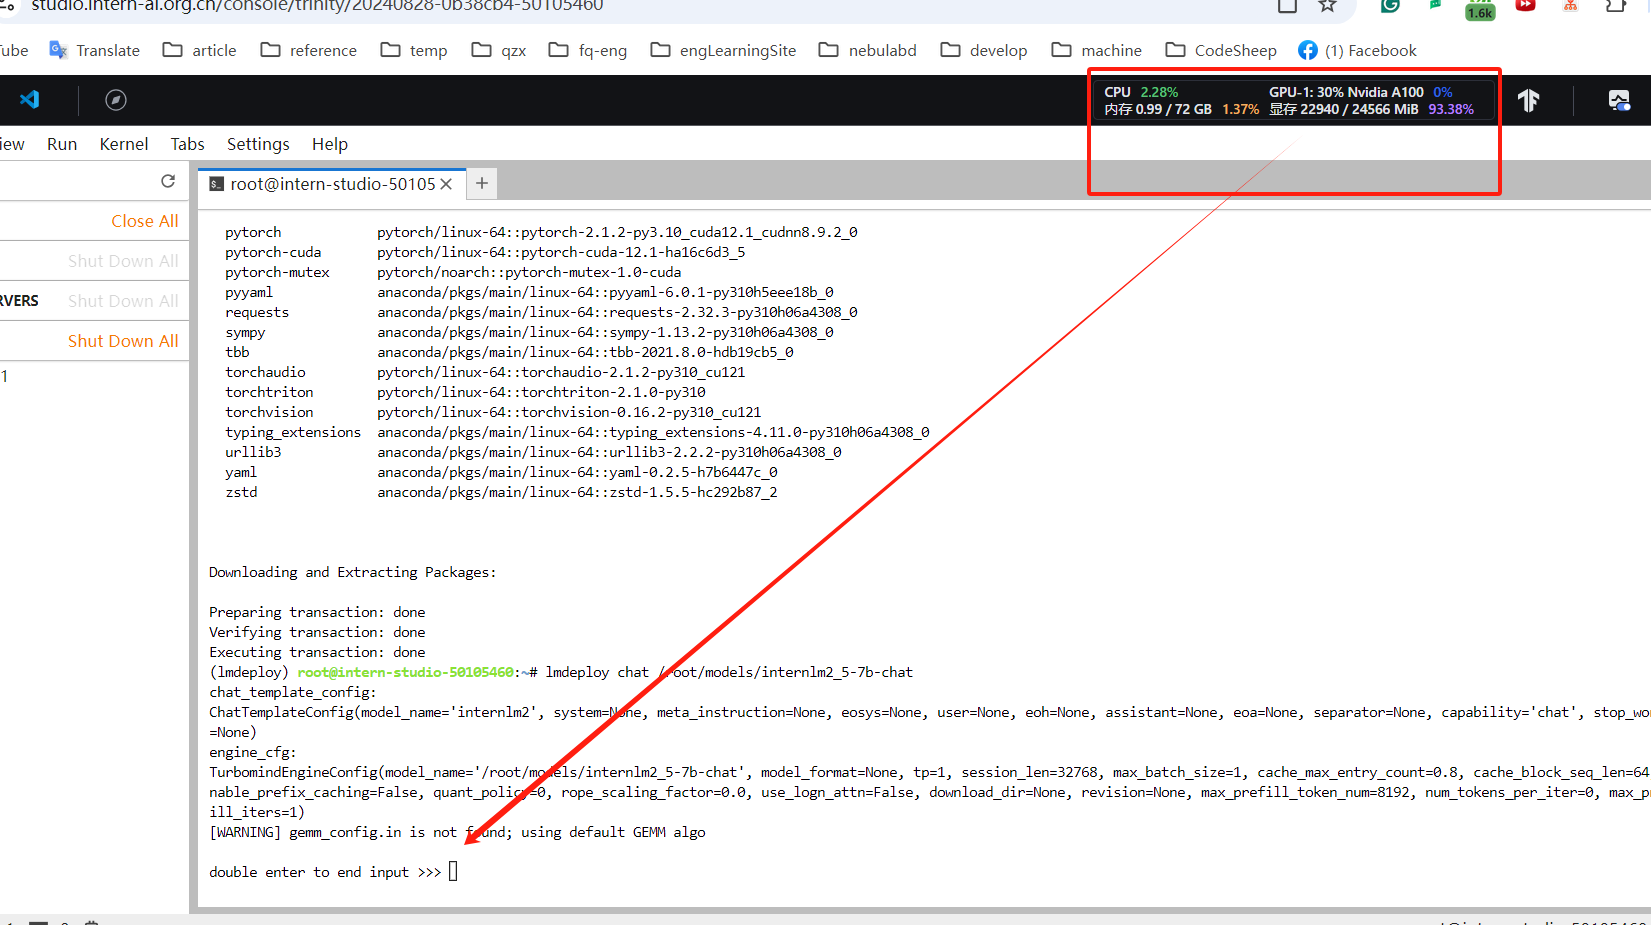 studio.intern-ai.org.cn/console/trinity/20240828-0b38cb4-50105460
1.6k
Tube Translate article reference temp qzx fq-eng engLearningSite nebulabd develop machine CodeSheep (1) Facebook
CPU 2.28% GPU-1: 30% Nvidia A100 0%
内存 0.99 / 72 GB 1.37% 显存 22940 / 24566 MiB 93.38%
iew Run Kernel Tabs Settings Help
root@intern-studio-50105
Close All
Shut Down All
RVERS Shut Down All
Shut Down All
1
pytorch pytorch/linux-64::pytorch-2.1.2-py3.10_cuda12.1_cudnn8.9.2_0
pytorch-cuda pytorch/linux-64::pytorch-cuda-12.1-ha16c6d3_5
pytorch-mutex pytorch/noarch::pytorch-mutex-1.0-cuda
pyyaml anaconda/pkgs/main/linux-64::pyyaml-6.0.1-py310h5eee18b_0
requests anaconda/pkgs/main/linux-64::requests-2.32.3-py310h06a4308_0
sympy anaconda/pkgs/main/linux-64::sympy-1.13.2-py310h06a4308_0
tbb anaconda/pkgs/main/linux-64::tbb-2021.8.0-hdb19cb5_0
torchaudio pytorch/linux-64::torchaudio-2.1.2-py310_cu121
torchtriton pytorch/linux-64::torchtriton-2.1.0-py310
torchvision pytorch/linux-64::torchvision-0.16.2-py310_cu121
typing_extensions anaconda/pkgs/main/linux-64::typing_extensions-4.11.0-py310h06a4308_0
urllib3 anaconda/pkgs/main/linux-64::urllib3-2.2.2-py310h06a4308_0
yaml anaconda/pkgs/main/linux-64::yaml-0.2.5-h7b6447c_0
zstd anaconda/pkgs/main/linux-64::zstd-1.5.5-hc292b87_2
Downloading and Extracting Packages:
Preparing transaction: done
Verifying transaction: done
Executing transaction: done
(lmdeploy) root@intern-studio-50105460:~# lmdeploy chat /root/models/internlm2_5-7b-chat
chat_template_config:
ChatTemplateConfig(model_name='internlm2', system=None, meta_instruction=None, eosys=None, user=None, eoh=None, assistant=None, eoa=None, separator=None, capability='chat', stop_wo
=None)
engine_cfg:
TurbomindEngineConfig(model_name='/root/models/internlm2_5-7b-chat', model_format=None, tp=1, session_len=32768, max_batch_size=1, cache_max_entry_count=0.8, cache_block_seq_len=64
nable_prefix_caching=False, quant_policy=0, rope_scaling_factor=0.0, use_logn_attn=False, download_dir=None, revision=None, max_prefill_token_num=8192, num_tokens_per_iter=0, max_p
ill_iters=1)
[WARNING] gemm_config.in is not found; using default GEMM algo
double enter to end input >>>